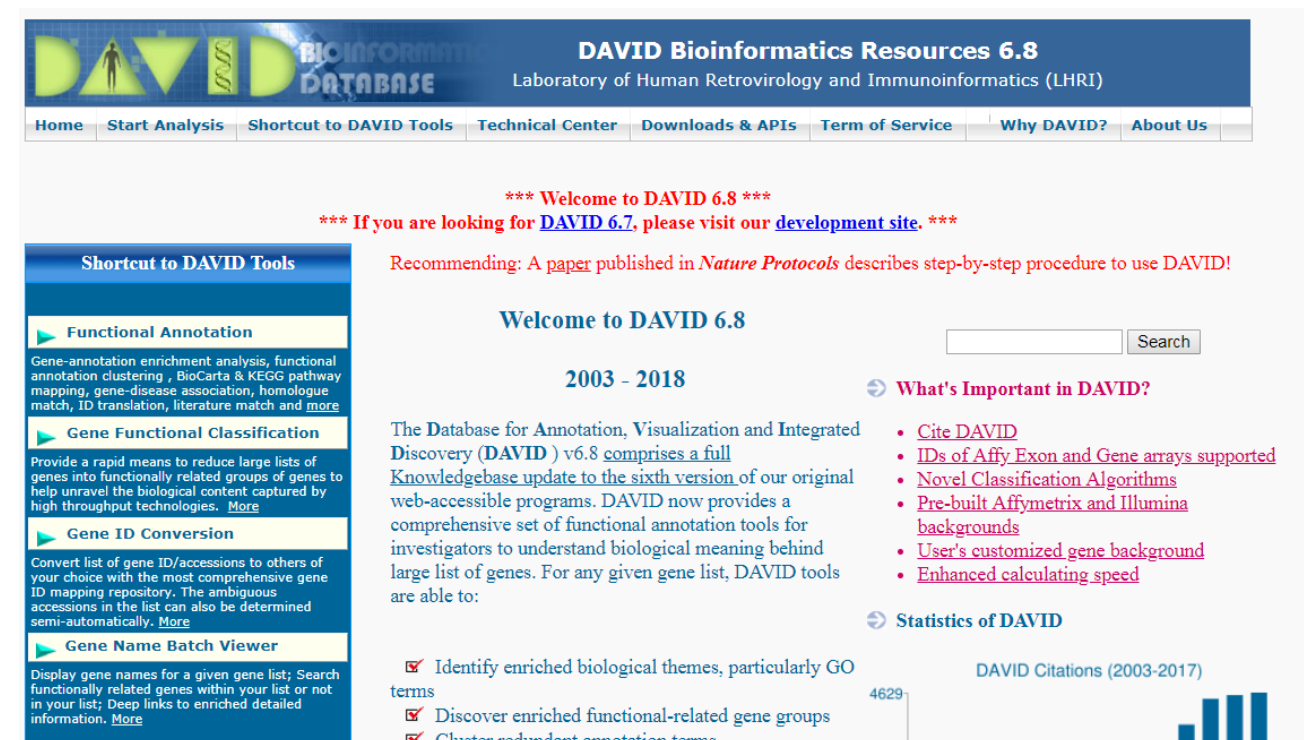 DAVID BIOINFORMATICS
DATABASE
DAVID Bioinformatics Resources 6.8
Laboratory of Human Retrovirology and Immunoinformatics (LHRI)
Home Start Analysis Shortcut to DAVID Tools Technical Center Downloads & APIs Term of Service Why DAVID? About Us
*** Welcome to DAVID 6.8 ***
*** If you are looking for DAVID 6.7, please visit our development site. ***
Shortcut to DAVID Tools
Functional Annotation
Gene-annotation enrichment analysis, functional
annotation clustering , BioCarta & KEGG pathway
mapping, gene-disease association, homologue
match, ID translation, literature match and more
Gene Functional Classification
Provide a rapid means to reduce large lists of
genes into functionally related groups of genes to
help unravel the biological content captured by
high throughput technologies. More
Gene ID Conversion
Convert list of gene ID/accessions to others of
your choice with the most comprehensive gene
ID mapping repository. The ambiguous
accessions in the list can also be determined
semi-automatically. More
Gene Name Batch Viewer
Display gene names for a given gene list; Search
functionally related genes within your list or not
in your list; Deep links to enriched detailed
information. More
Recommending: A paper published in Nature Protocols describes step-by-step procedure to use DAVID!
Welcome to DAVID 6.8
2003 - 2018
The Database for Annotation, Visualization and Integrated
Discovery (DAVID ) v6.8 comprises a full
Knowledgebase update to the sixth version of our original
web-accessible programs. DAVID now provides a
comprehensive set of functional annotation tools for
investigators to understand biological meaning behind
large list of genes. For any given gene list, DAVID tools
are able to:
Identify enriched biological themes, particularly GO
terms
Discover enriched functional-related gene groups
Cluster redundant annotation terms
Search
What's Important in DAVID?
• Cite DAVID
• IDs of Affy Exon and Gene arrays supported
• Novel Classification Algorithms
• Pre-built Affymetrix and Illumina
backgrounds
• User's customized gene background
• Enhanced calculating speed
Statistics of DAVID
DAVID Citations (2003-2017)
4629